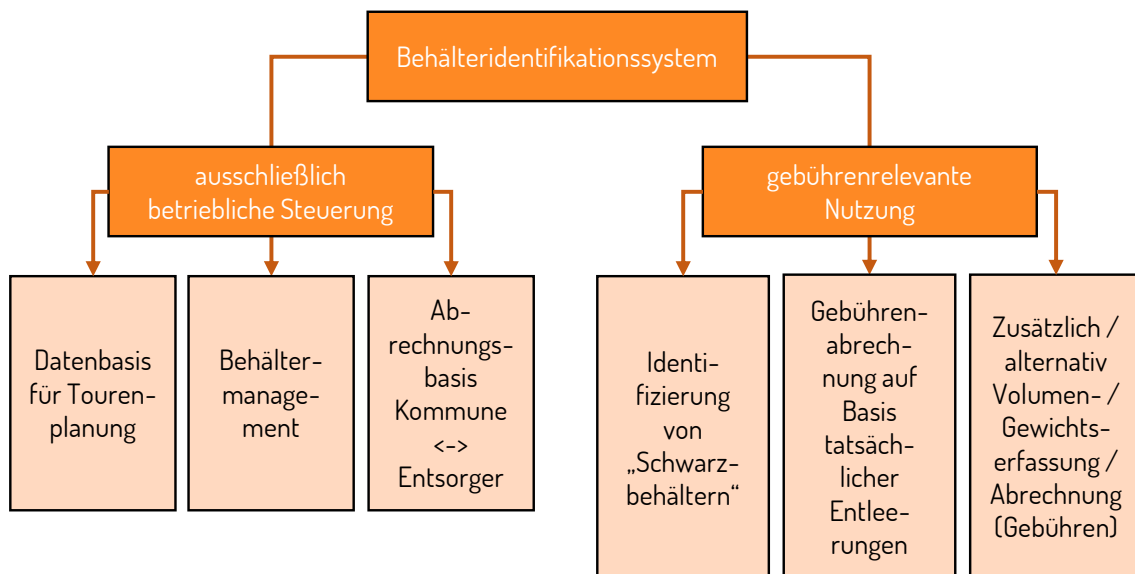 Behälteridentifikationssystem
ausschließlich
betriebliche Steuerung
gebührenrelevante
Nutzung
Datenbasis
für Touren-
planung
Behälter-
manage-
ment
Ab-
rechnungs-
basis
Kommune
<->
Entsorger
Identi-
fizierung
von
„Schwarz-
behältern“
Gebühren-
abrech-
nung auf
Basis
tatsäch-
licher
Entlee-
rungen
Zusätzlich /
alternativ
Volumen- /
Gewichts-
erfassung /
Abrechnung
(Gebühren)